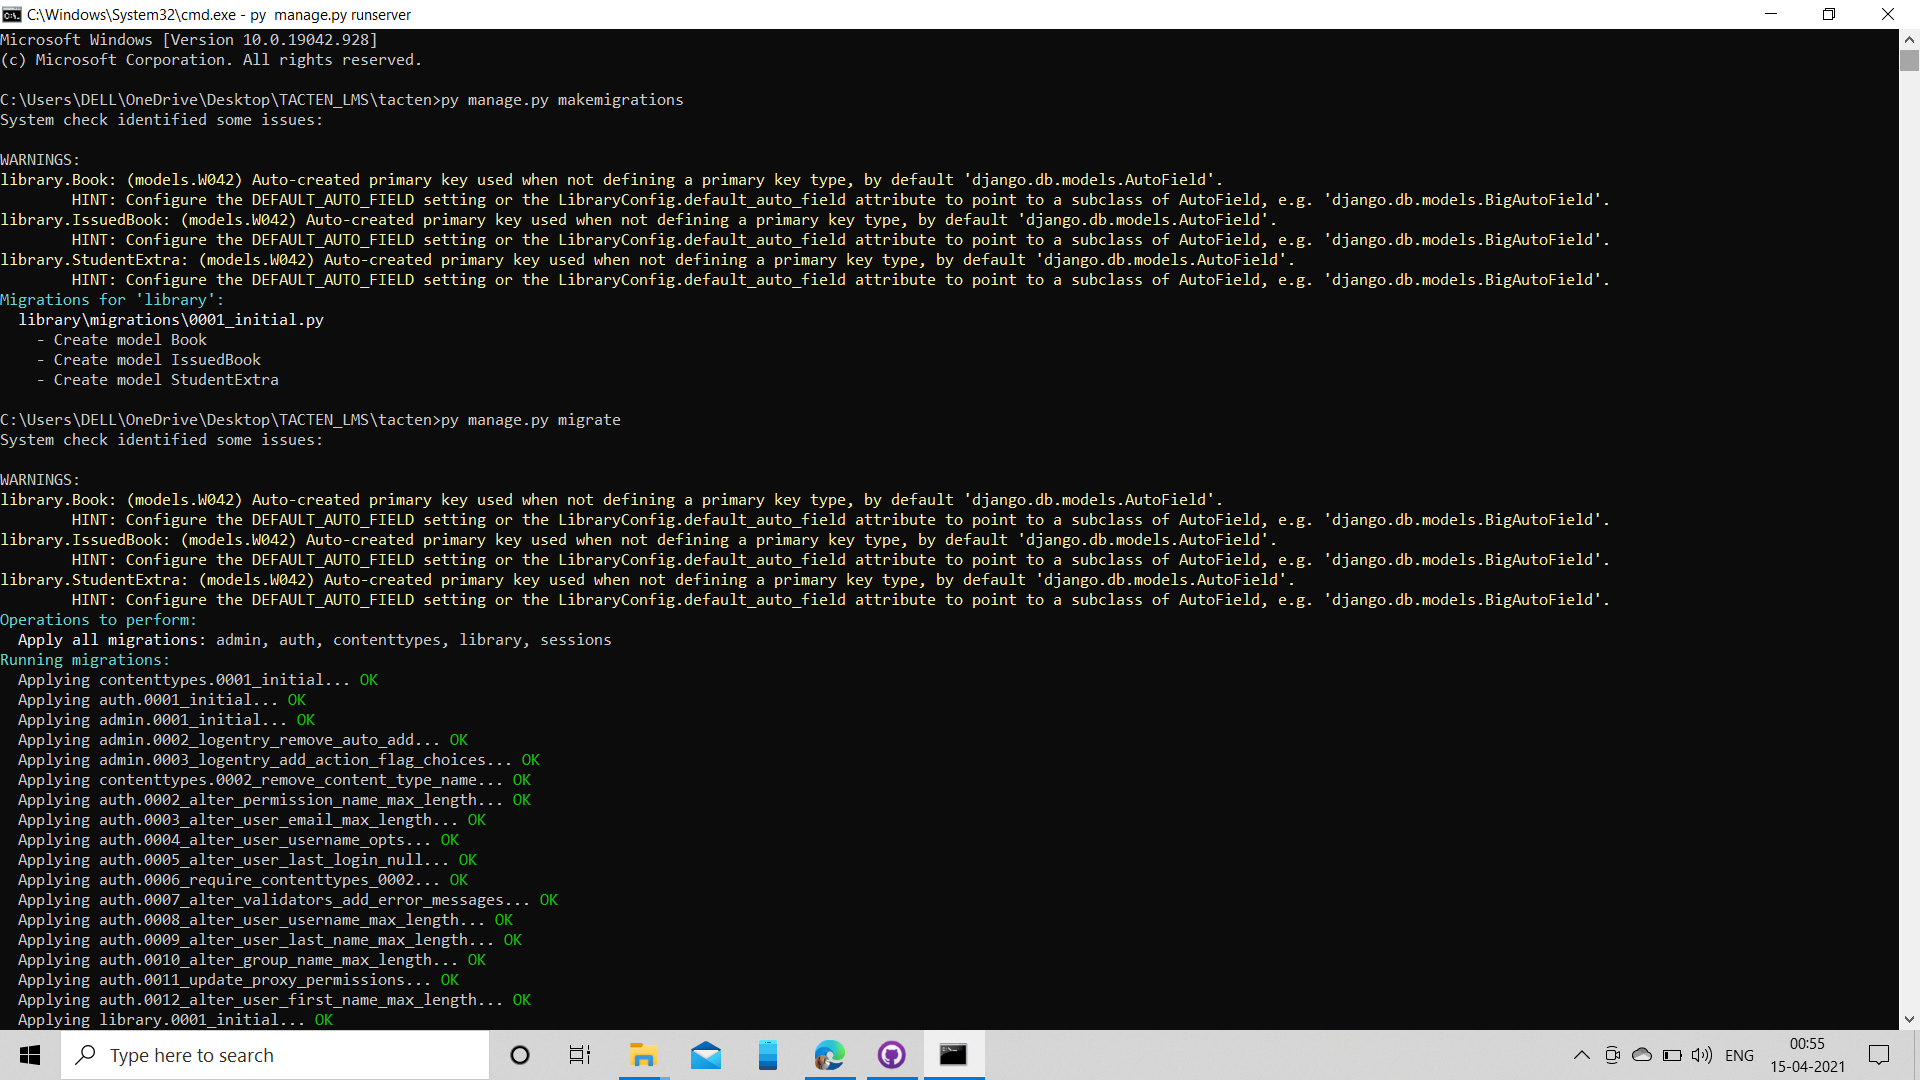 C:\Windows\System32\cmd.exe - py  manage.py runserver
Microsoft Windows [Version 10.0.19042.928]
(c) Microsoft Corporation. All rights reserved.
C:\Users\DELL\OneDrive\Desktop\TACTEN_LMS\tacten>py manage.py makemigrations
System check identified some issues:
WARNINGS:
library.Book: (models.W042) Auto-created primary key used when not defining a primary key type, by default 'django.db.models.AutoField'.
HINT: Configure the DEFAULT_AUTO_FIELD setting or the LibraryConfig.default_auto_field attribute to point to a subclass of AutoField, e.g. 'django.db.models.BigAutoField'.
library.IssuedBook: (models.W042) Auto-created primary key used when not defining a primary key type, by default 'django.db.models.AutoField'.
HINT: Configure the DEFAULT_AUTO_FIELD setting or the LibraryConfig.default_auto_field attribute to point to a subclass of AutoField, e.g. 'django.db.models.BigAutoField'.
library.StudentExtra: (models.W042) Auto-created primary key used when not defining a primary key type, by default 'django.db.models.AutoField'.
HINT: Configure the DEFAULT_AUTO_FIELD setting or the LibraryConfig.default_auto_field attribute to point to a subclass of AutoField, e.g. 'django.db.models.BigAutoField'.
Migrations for 'library':
library\migrations\0001_initial.py
- Create model Book
- Create model IssuedBook
- Create model StudentExtra
C:\Users\DELL\OneDrive\Desktop\TACTEN_LMS\tacten>py manage.py migrate
System check identified some issues:
WARNINGS:
library.Book: (models.W042) Auto-created primary key used when not defining a primary key type, by default 'django.db.models.AutoField'.
HINT: Configure the DEFAULT_AUTO_FIELD setting or the LibraryConfig.default_auto_field attribute to point to a subclass of AutoField, e.g. 'django.db.models.BigAutoField'.
library.IssuedBook: (models.W042) Auto-created primary key used when not defining a primary key type, by default 'django.db.models.AutoField'.
HINT: Configure the DEFAULT_AUTO_FIELD setting or the LibraryConfig.default_auto_field attribute to point to a subclass of AutoField, e.g. 'django.db.models.BigAutoField'.
library.StudentExtra: (models.W042) Auto-created primary key used when not defining a primary key type, by default 'django.db.models.AutoField'.
HINT: Configure the DEFAULT_AUTO_FIELD setting or the LibraryConfig.default_auto_field attribute to point to a subclass of AutoField, e.g. 'django.db.models.BigAutoField'.
Operations to perform:
Apply all migrations: admin, auth, contenttypes, library, sessions
Running migrations:
Applying contenttypes.0001_initial... OK
Applying auth.0001_initial... OK
Applying admin.0001_initial... OK
Applying admin.0002_logentry_remove_auto_add... OK
Applying admin.0003_logentry_add_action_flag_choices... OK
Applying contenttypes.0002_remove_content_type_name... OK
Applying auth.0002_alter_permission_name_max_length... OK
Applying auth.0003_alter_user_email_max_length... OK
Applying auth.0004_alter_user_username_opts... OK
Applying auth.0005_alter_user_last_login_null... OK
Applying auth.0006_require_contenttypes_0002... OK
Applying auth.0007_alter_validators_add_error_messages... OK
Applying auth.0008_alter_user_username_max_length... OK
Applying auth.0009_alter_user_last_name_max_length... OK
Applying auth.0010_alter_group_name_max_length... OK
Applying auth.0011_update_proxy_permissions... OK
Applying auth.0012_alter_user_first_name_max_length... OK
Applying library.0001_initial... OK
Type here to search
ENG
00:55
15-04-2021